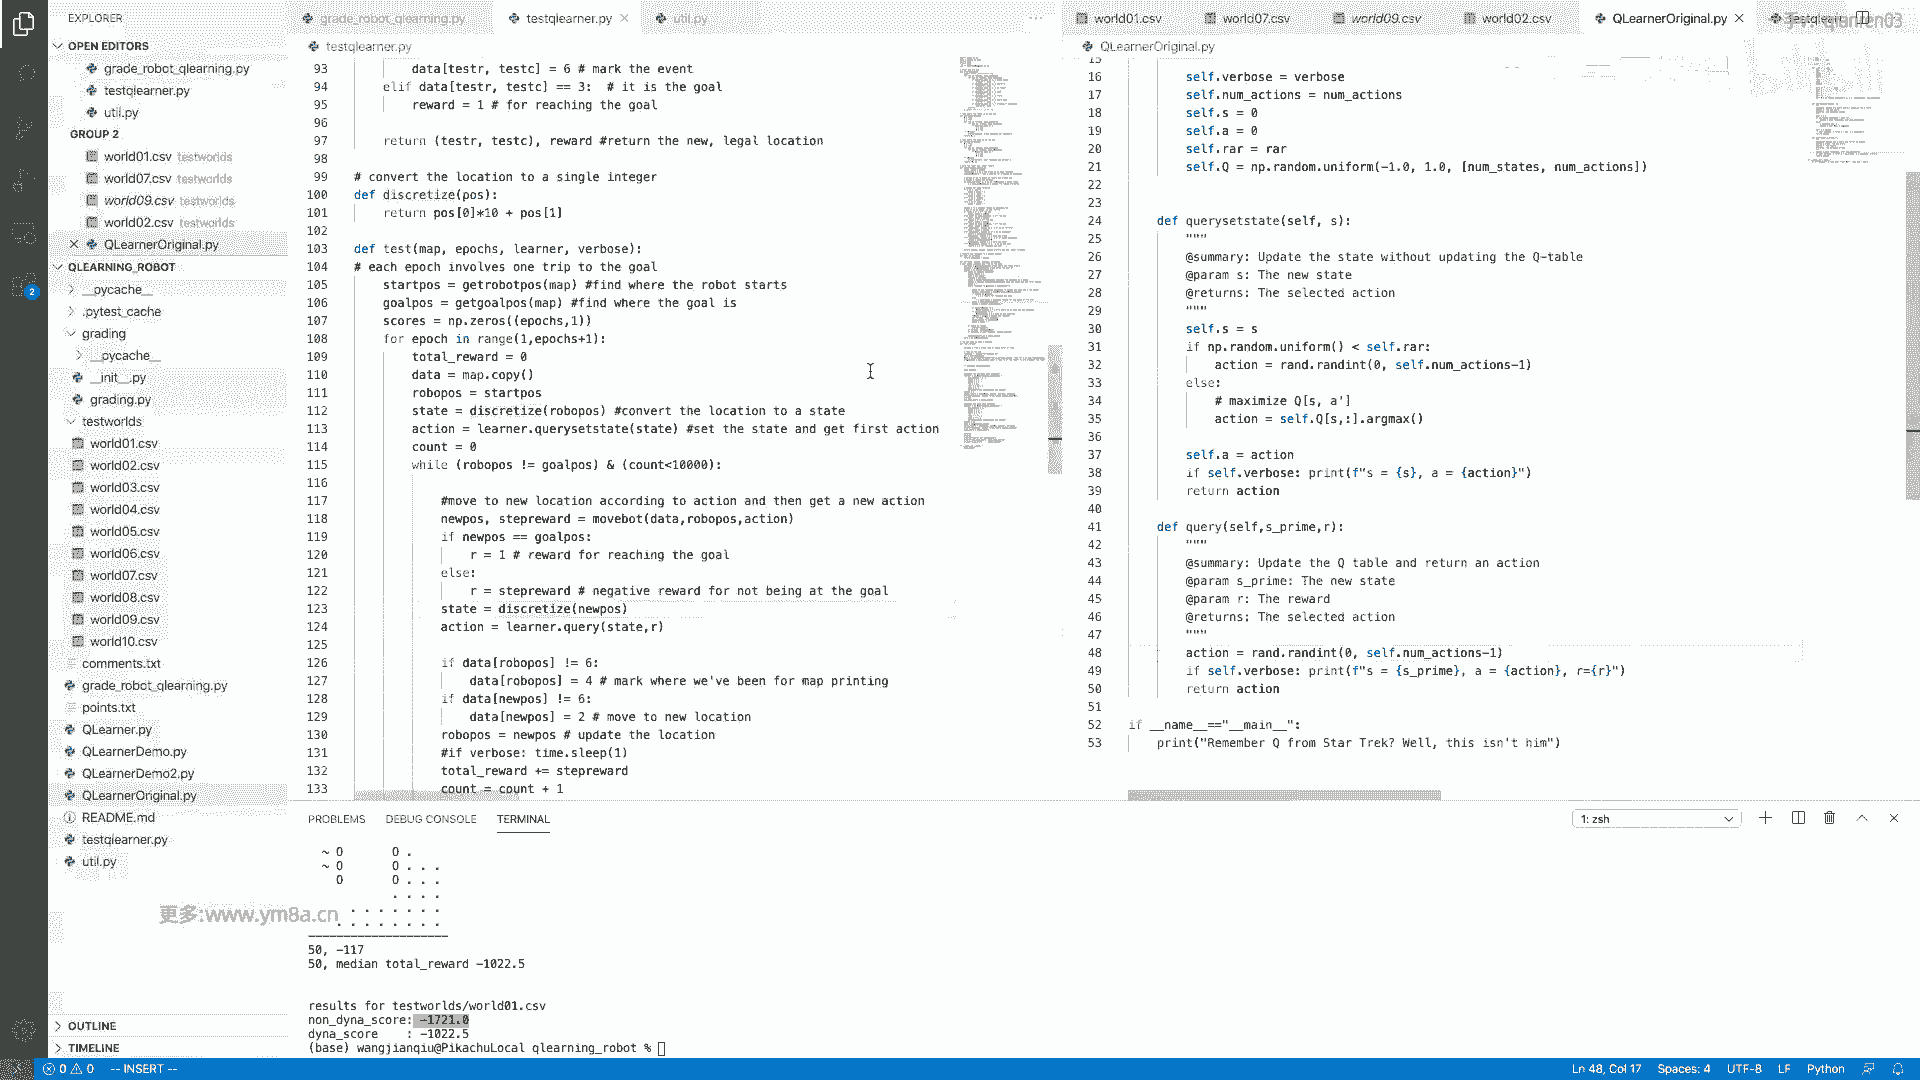 EXPLORER
OPEN EDITORS
grade_robot_qlearning.py
testqlearner.py
util.py
GROUP 2
world01.csv testworlds
world07.csv testworlds
world09.csv testworlds
world02.csv testworlds
QLearnerOriginal.py
QLEARNING_ROBOT
__pycache__
.pytest_cache
grading
__pycache__
__init__.py
grading.py
testworlds
world01.csv
world02.csv
world03.csv
world04.csv
world05.csv
world06.csv
world07.csv
world08.csv
world09.csv
world10.csv
comments.txt
grade_robot_qlearning.py
points.txt
QLearner.py
QLearnerDemo.py
QLearnerDemo2.py
QLearnerOriginal.py
README.md
testqlearner.py
util.py
OUTLINE
TIMELINE
2
更多:www.ym8a.cn
grade_robot_qlearning.py testqlearner.py util.py
testqlearner.py
93 data[testr, testc] = 6 # mark the event
94 elif data[testr, testc] == 3:  # it is the goal
95 reward = 1 # for reaching the goal
96
97 return (testr, testc), reward #return the new, legal location
98
99 # convert the location to a single integer
100 def discretize(pos):
101 return pos[0]*10 + pos[1]
102
103 def test(map, epochs, learner, verbose):
104 # each epoch involves one trip to the goal
105 startpos = getrobotpos(map) #find where the robot starts
106 goalpos = getgoalpos(map) #find where the goal is
107 scores = np.zeros((epochs,1))
108 for epoch in range(1,epochs+1):
109 total_reward = 0
110 data = map.copy()
111 robopos = startpos
112 state = discretize(robopos) #convert the location to a state
113 action = learner.querysetstate(state) #set the state and get first action
114 count = 0
115 while (robopos != goalpos) & (count<10000):
116
117 #move to new location according to action and then get a new action
118 newpos, stepreward = movebot(data,robopos,action)
119 if newpos == goalpos:
120 r = 1 # reward for reaching the goal
121 else:
122 r = stepreward # negative reward for not being at the goal
123 state = discretize(newpos)
124 action = learner.query(state,r)
125
126 if data[robopos] != 6:
127 data[robopos] = 4 # mark where we've been for map printing
128 if data[newpos] != 6:
129 data[newpos] = 2 # move to new location
130 robopos = newpos # update the location
131 #if verbose: time.sleep(1)
132 total_reward += stepreward
133 count = count + 1
world01.csv world07.csv world09.csv world02.csv QLearnerOriginal.py
QLearnerOriginal.py
15
16 self.verbose = verbose
17 self.num_actions = num_actions
18 self.s = 0
19 self.a = 0
20 self.rar = rar
21 self.Q = np.random.uniform(-1.0, 1.0, [num_states, num_actions])
22
23
24 def querysetstate(self, s):
25 """
26 @summary: Update the state without updating the Q-table
27 @param s: The new state
28 @returns: The selected action
29 """
30 self.s = s
31 if np.random.uniform() < self.rar:
32 action = rand.randint(0, self.num_actions-1)
33 else:
34 # maximize Q[s, a']
35 action = self.Q[s,:].argmax()
36
37 self.a = action
38 if self.verbose: print(f"s = {s}, a = {action}")
39 return action
40
41 def query(self,s_prime,r):
42 """
43 @summary: Update the Q table and return an action
44 @param s_prime: The new state
45 @param r: The reward
46 @returns: The selected action
47 """
48 action = rand.randint(0, self.num_actions-1)
49 if self.verbose: print(f"s = {s_prime}, a = {action}, r={r}")
50 return action
51
52 if __name__=="__main__":
53 print("Remember Q from Star Trek? Well, this isn't him")
PROBLEMS DEBUG CONSOLE TERMINAL
1: zsh
~ O O .
~ O O . . .
O O . . .
. . . .
. . . . . . .
. . . . . . . .
--------------------
50, -117
50, median total_reward -1022.5
results for testworlds/world01.csv
non_dyna_score: -1721.0
dyna_score    : -1022.5
(base) wangjianqiu@PikachuLocal qlearning_robot %
0 0 -- INSERT -- Ln 48, Col 17 Spaces: 4 UTF-8 LF Python